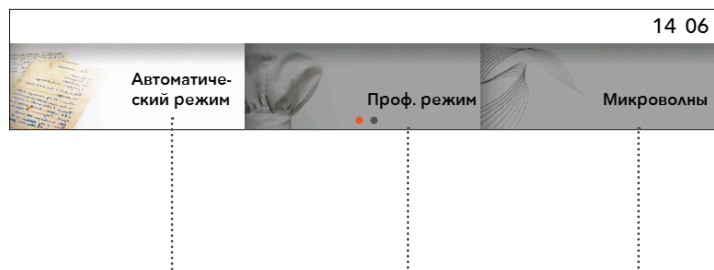 14 06
Автоматиче-
ский режим
Проф. режим
Микроволны